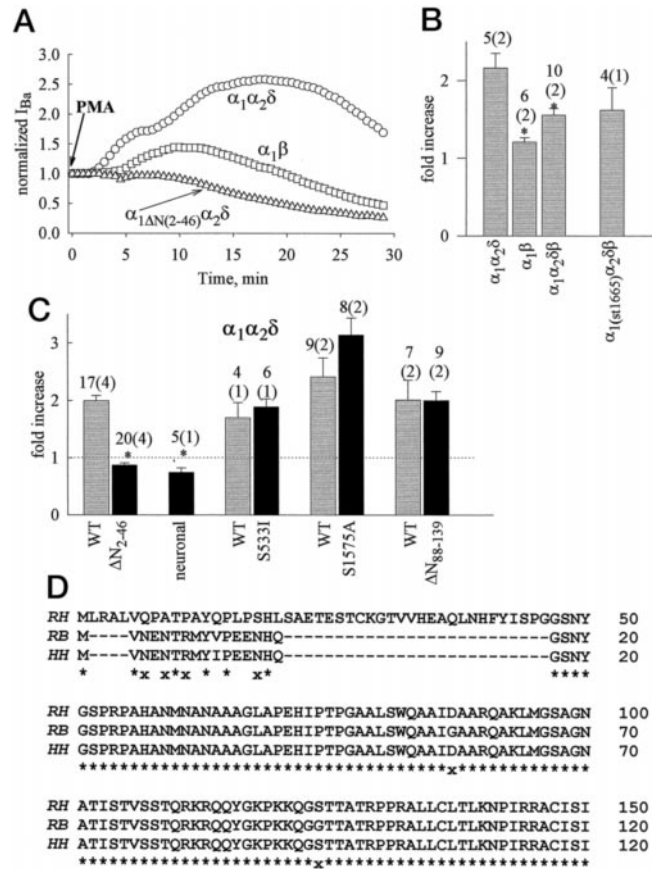 A
normalized I_Ba
3.0
2.5
2.0
1.5
1.0
0.5
0.0
PMA
α₁α₂δ
α₁β
α₁ΔN(2-46)α₂δ
0 5 10 15 20 25 30
Time, min
B
fold increase
2
1
5(2)
6
(2)
*
10
(2)
*
4(1)
α₁α₂δ
α₁β
α₁α₂δβ
α₁(st1665)α₂δβ
C
α₁α₂δ
fold increase
3
2
1
0
17(4)
20(4)
*
5(1)
*
4
(1)
6
(1)
9(2)
8(2)
7
(2)
9
(2)
WT
ΔN₂₋₄₆
neuronal
WT
S533I
WT
S1575A
WT
ΔN₈₈₋₁₃₉
D
RH MLRALVQPATPAYQPLPSHLSAETESTCKGTVVHEAQLNHFYISPGGSNY 50
RB M----VNENTRMYVPEENHQ------------------------------GSNY 20
HH M----VNENTRMYIPEENHQ------------------------------GSNY 20
* *x*x*x* * x* ****
RH GSPRPAHANMNANAAAGLAPEHIPTPGAALSWQAAIDAARQAKLMGSAGN 100
RB GSPRPAHANMNANAAAGLAPEHIPTPGAALSWQAAIGAARQAKLMGSAGN 70
HH GSPRPAHANMNANAAAGLAPEHIPTPGAALSWQAAIDAARQAKLMGSAGN 70
************************************x*************
RH ATISTVSSTQRKRQQYGKPKKQGSTTATRPPRALLCLTLKNPIRRACISI 150
RB ATISTVSSTQRKRQQYGKPKKQGSTTATRPPRALLCLTLKNPIRRACISI 120
HH ATISTVSSTQRKRQQYGKPKKQGGTTATRPPRALLCLTLKNPIRRACISI 120
***********************x**************************